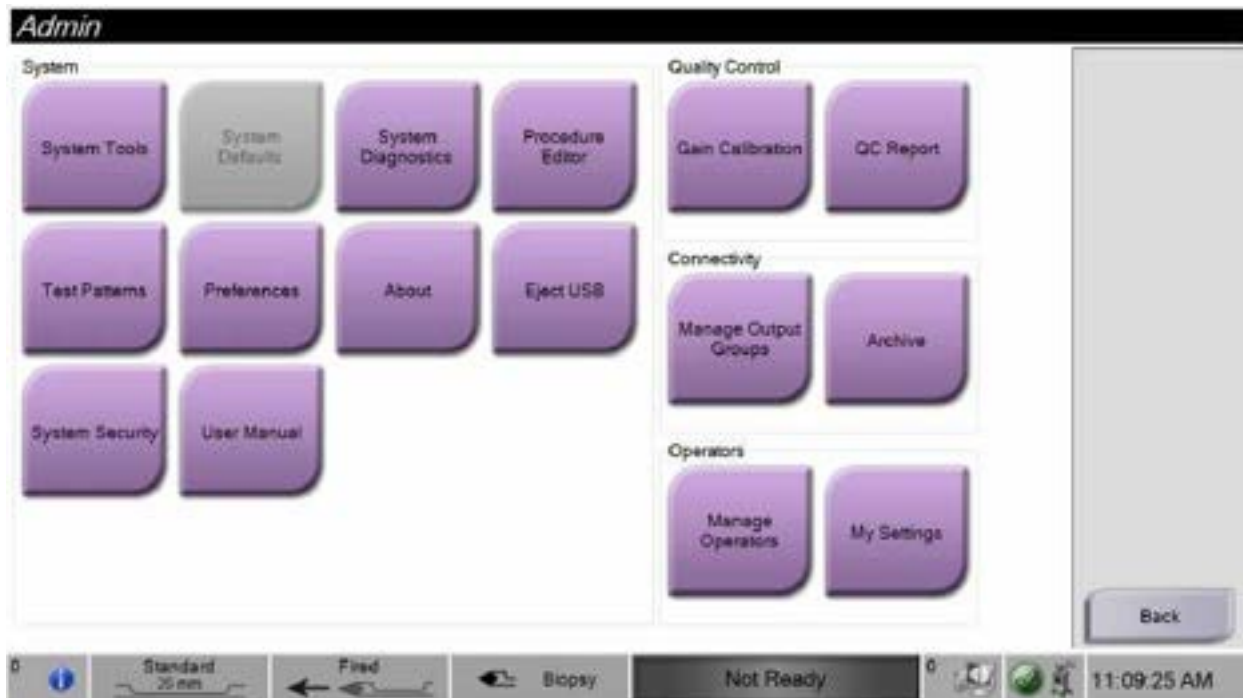 Admin
System
System Tools
System
Defaults
System
Diagnostics
Procedure
Editor
Test Patterns
Preferences
About
Eject USB
System Security
User Manual
Quality Control
Gain Calibration
QC Report
Connectivity
Manage Output
Groups
Archive
Operators
Manage
Operators
My Settings
Back
0
Standard
Fired
Biopsy
Not Ready
0
11:09:25 AM